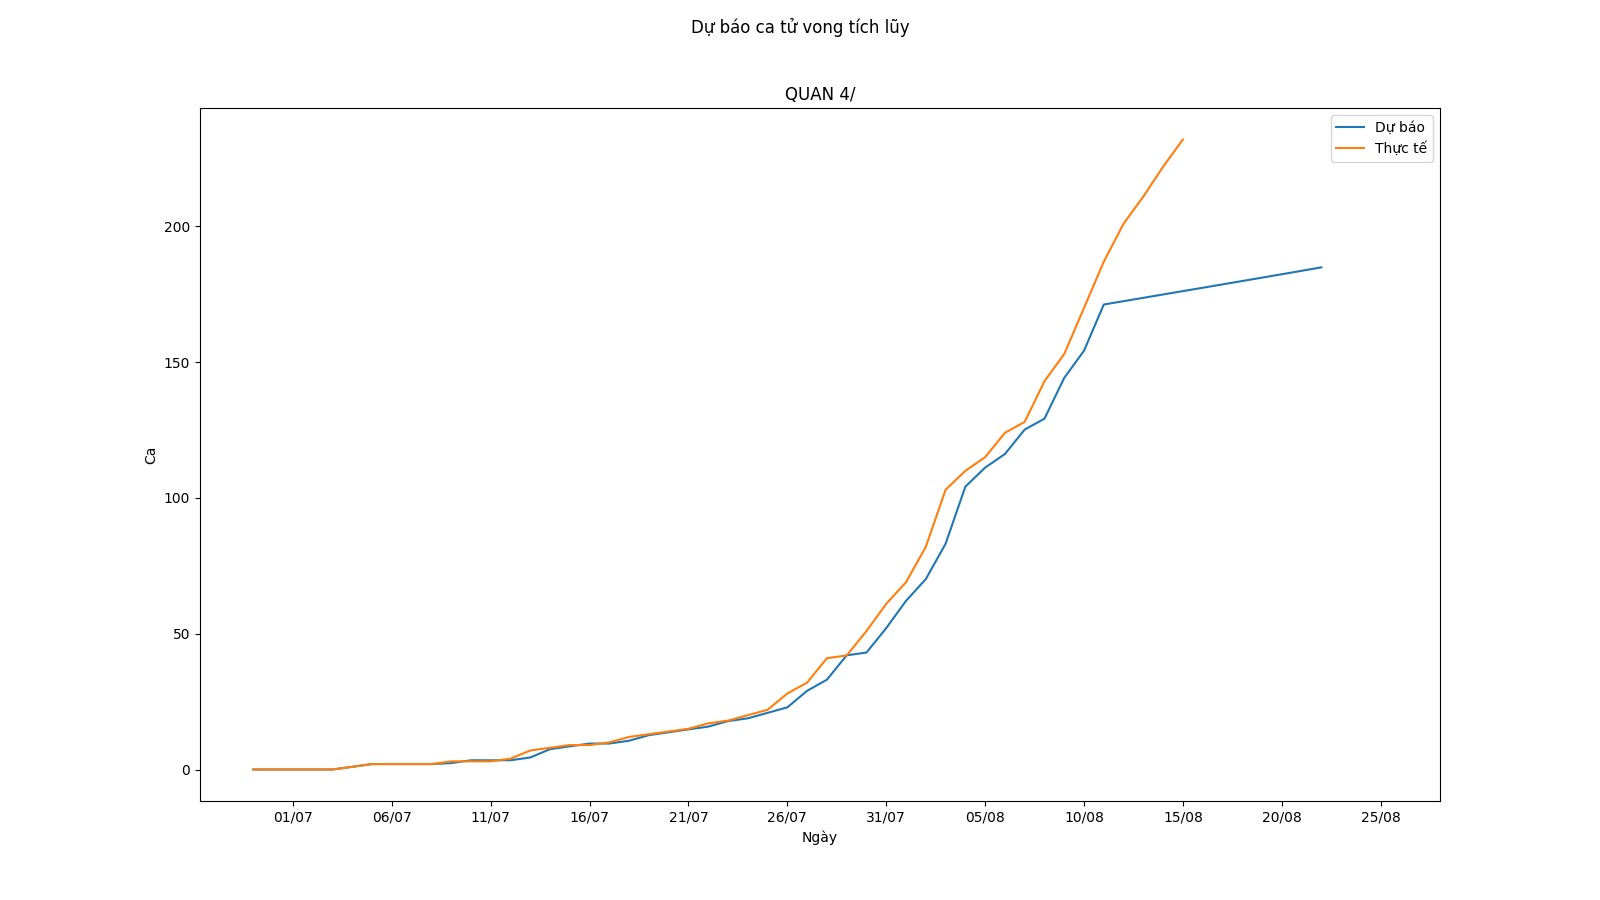 Dự báo ca tử vong tích lũy
QUAN 4/
Dự báo
Thực tế
200
150
100
50
0
Ca
01/07 06/07 11/07 16/07 21/07 26/07 31/07 05/08 10/08 15/08 20/08 25/08
Ngày